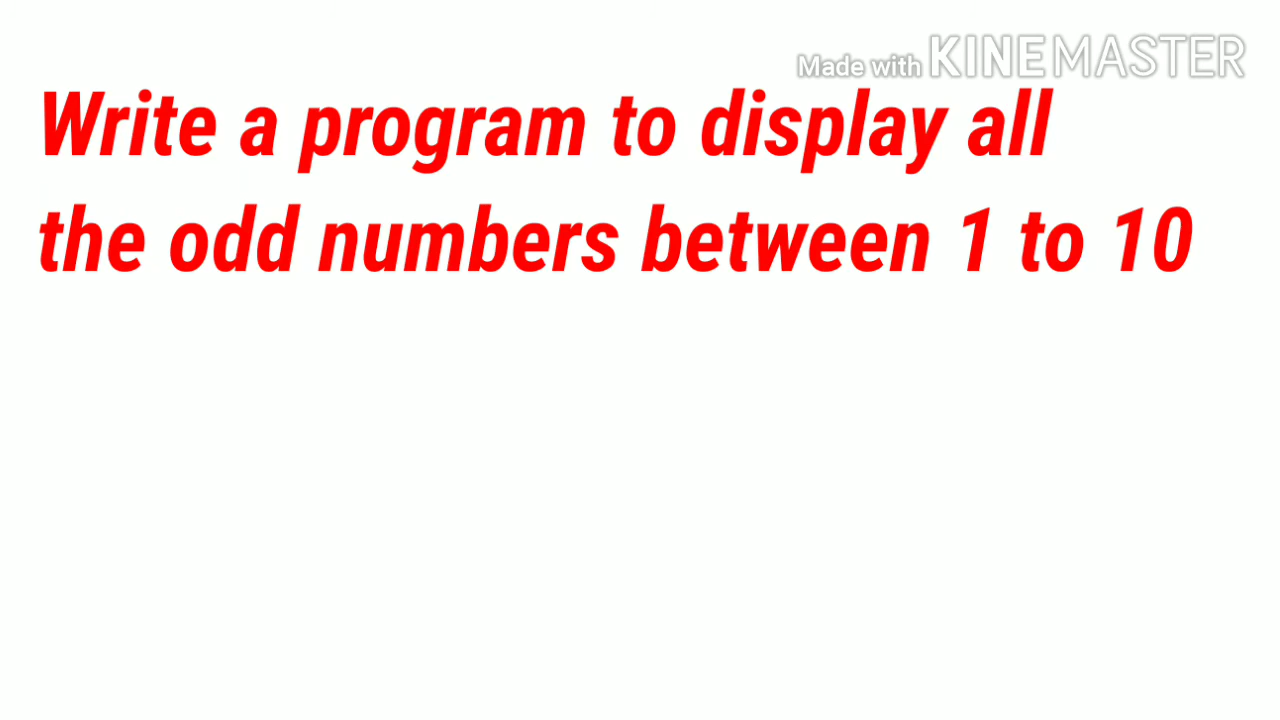 Made with KINEMASTER
Write a program to display all
the odd numbers between 1 to 10